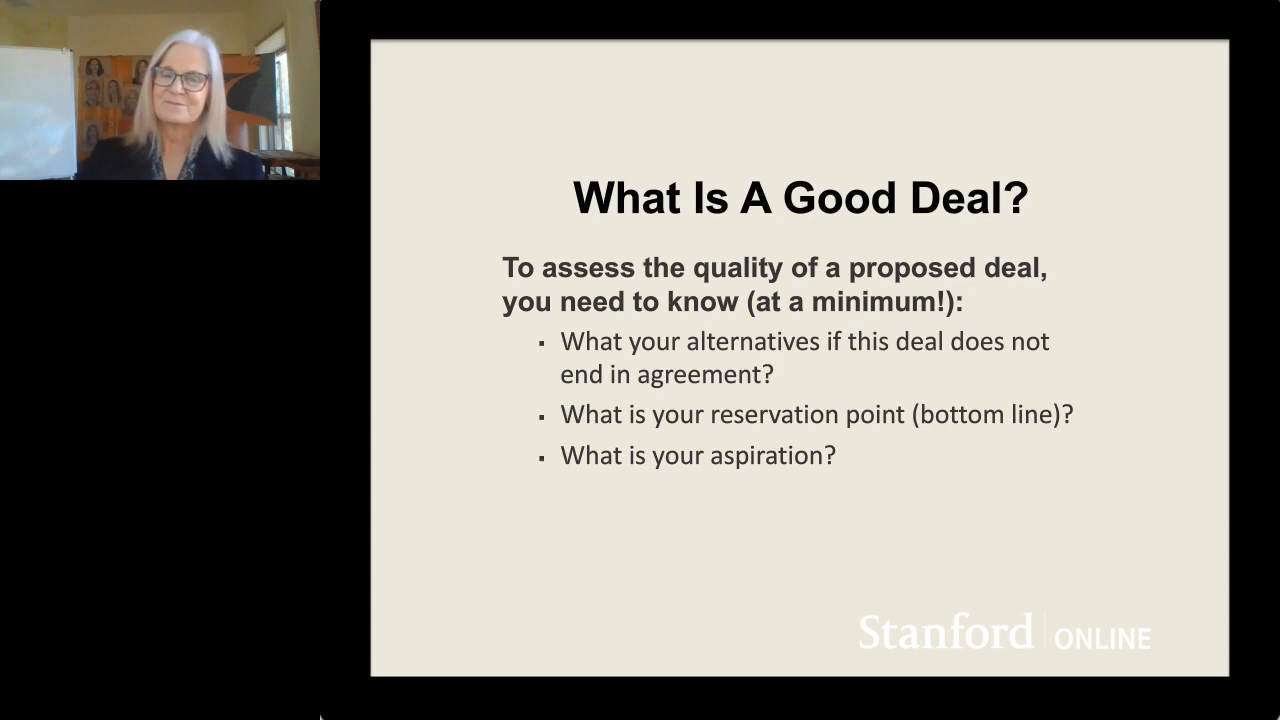 What Is A Good Deal?
To assess the quality of a proposed deal,
you need to know (at a minimum!):
▪ What your alternatives if this deal does not
end in agreement?
▪ What is your reservation point (bottom line)?
▪ What is your aspiration?
Stanford | ONLINE